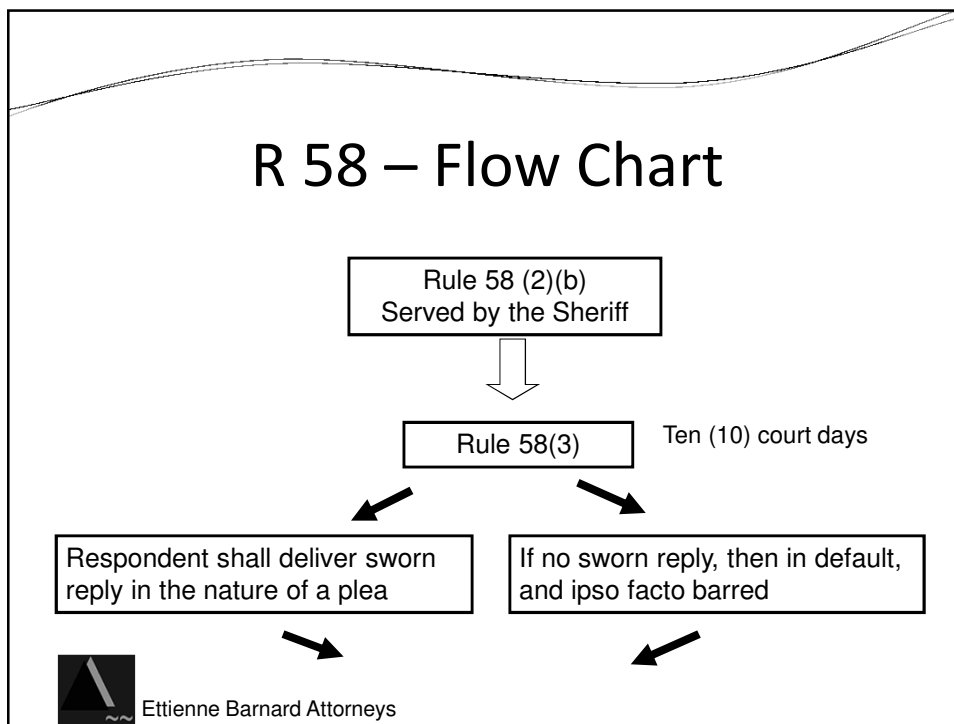 R 58 – Flow Chart
Rule 58 (2)(b)
Served by the Sheriff
Rule 58(3)
Ten (10) court days
Respondent shall deliver sworn
reply in the nature of a plea
If no sworn reply, then in default,
and ipso facto barred
Ettienne Barnard Attorneys